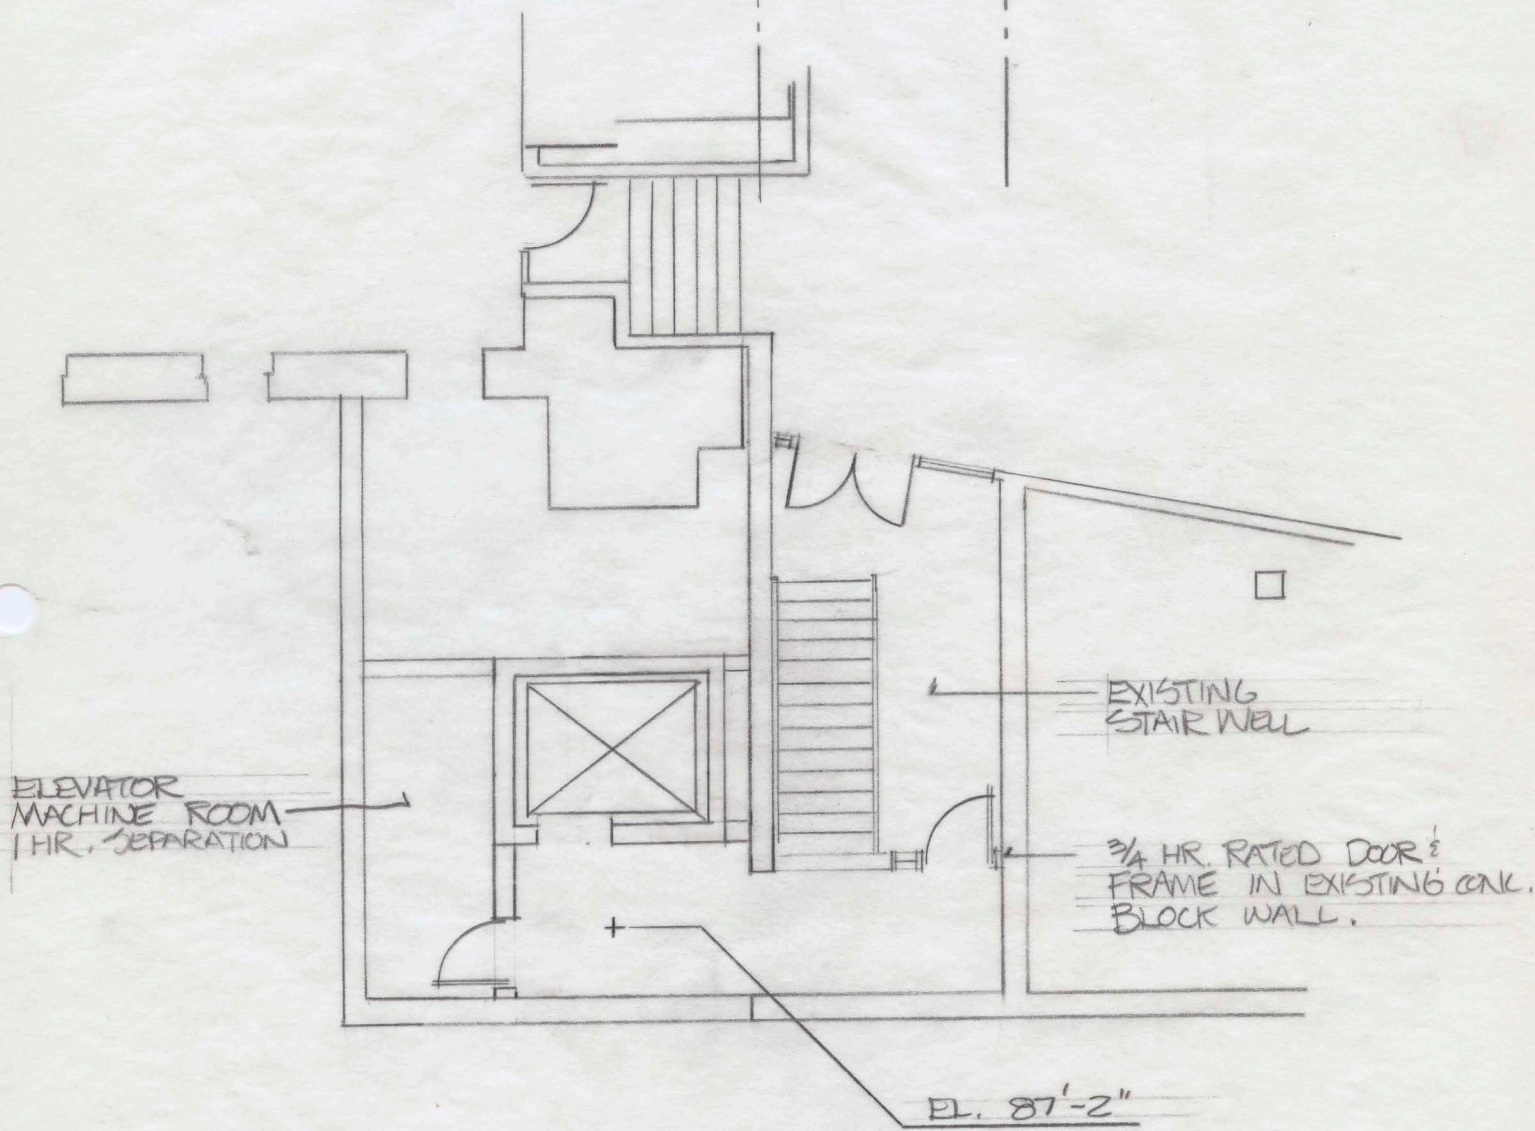 EXISTING
STAIR WELL
ELEVATOR
MACHINE ROOM
1 HR. SEPARATION
3/4 HR. RATED DOOR &
FRAME IN EXISTING CONC.
BLOCK WALL.
EL. 87'-2"